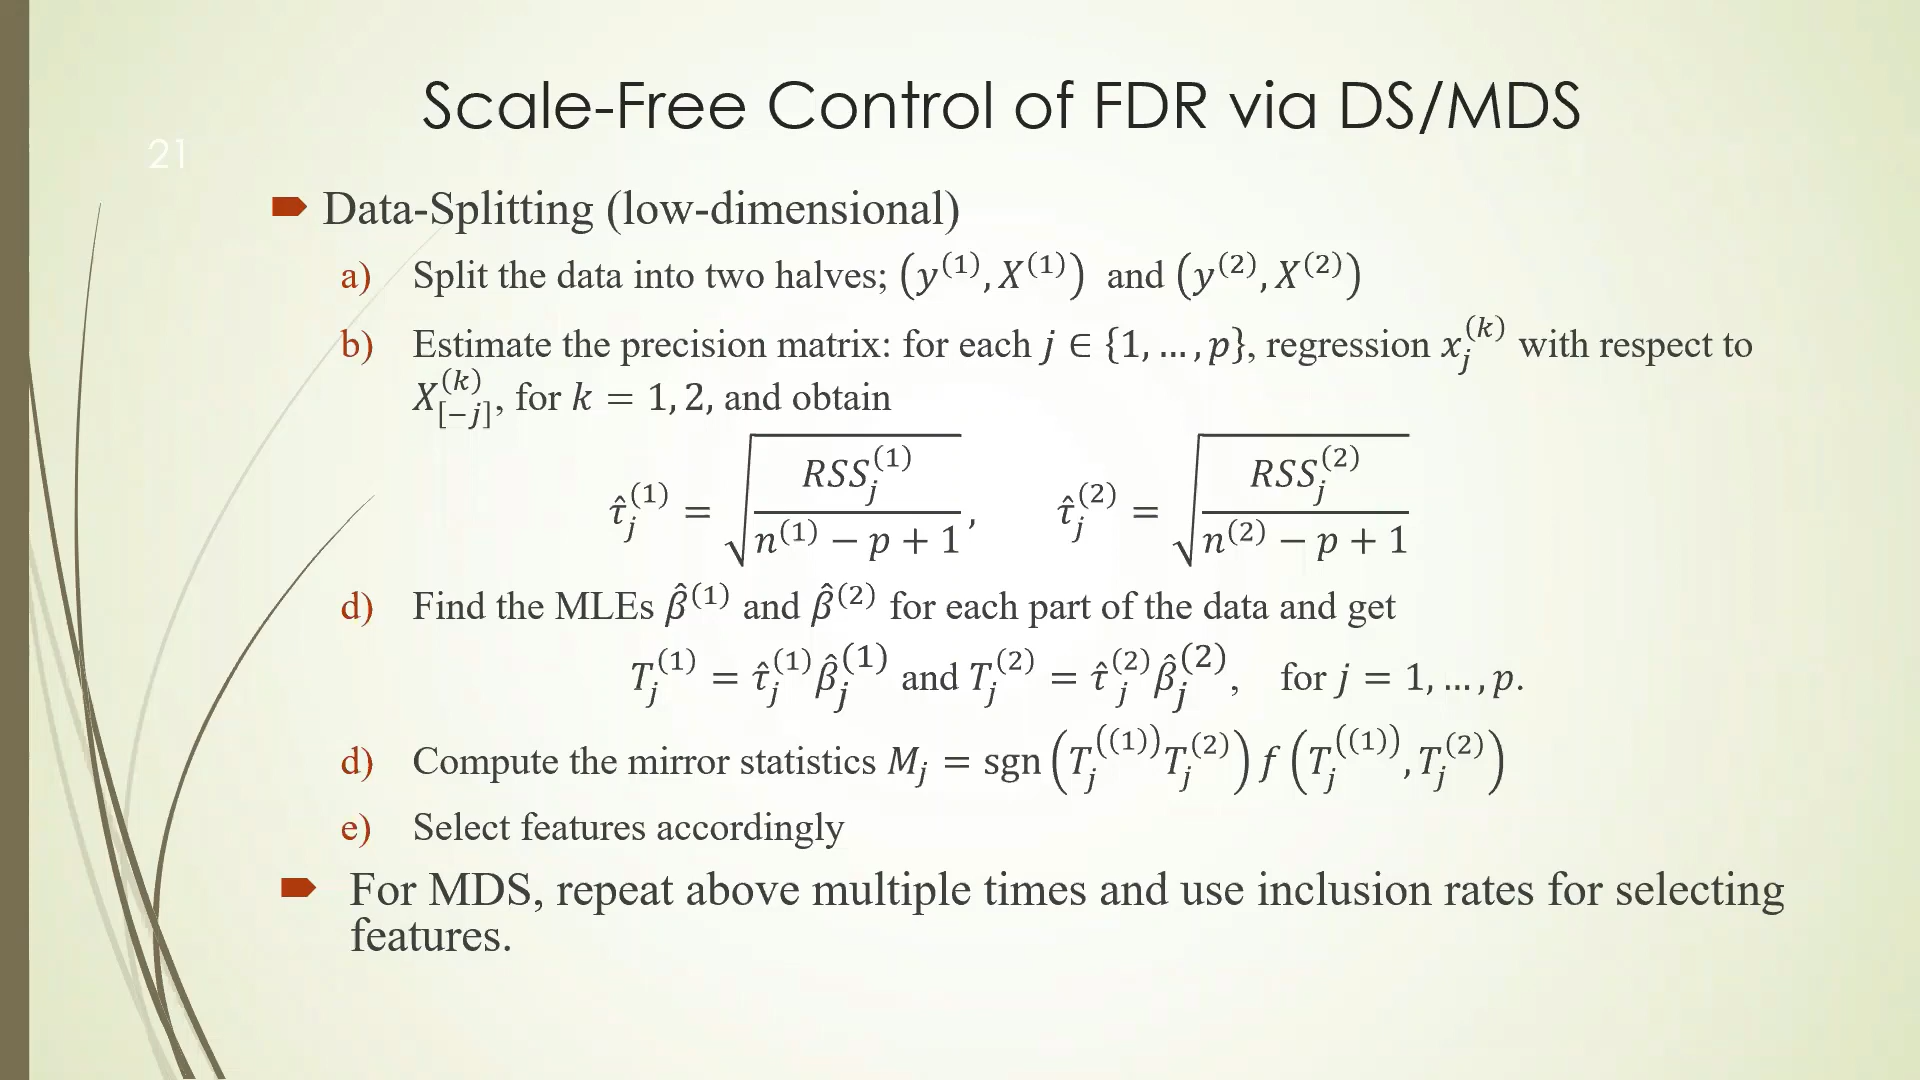 Scale-Free Control of FDR via DS/MDS
21
Data-Splitting (low-dimensional)
a) Split the data into two halves; (y^(1), X^(1)) and (y^(2), X^(2))
b) Estimate the precision matrix: for each j ∈ {1, … , p}, regression x_j^(k) with respect to
X_[−j]^(k), for k = 1, 2, and obtain
τ̂_j^(1) = √(RSS_j^(1) / (n^(1) − p + 1)), τ̂_j^(2) = √(RSS_j^(2) / (n^(2) − p + 1))
d) Find the MLEs β̂^(1) and β̂^(2) for each part of the data and get
T_j^(1) = τ̂_j^(1) β̂_j^(1) and T_j^(2) = τ̂_j^(2) β̂_j^(2), for j = 1, … , p.
d) Compute the mirror statistics M_j = sgn(T_j^((1)) T_j^(2)) f(T_j^((1)), T_j^(2))
e) Select features accordingly
For MDS, repeat above multiple times and use inclusion rates for selecting
features.